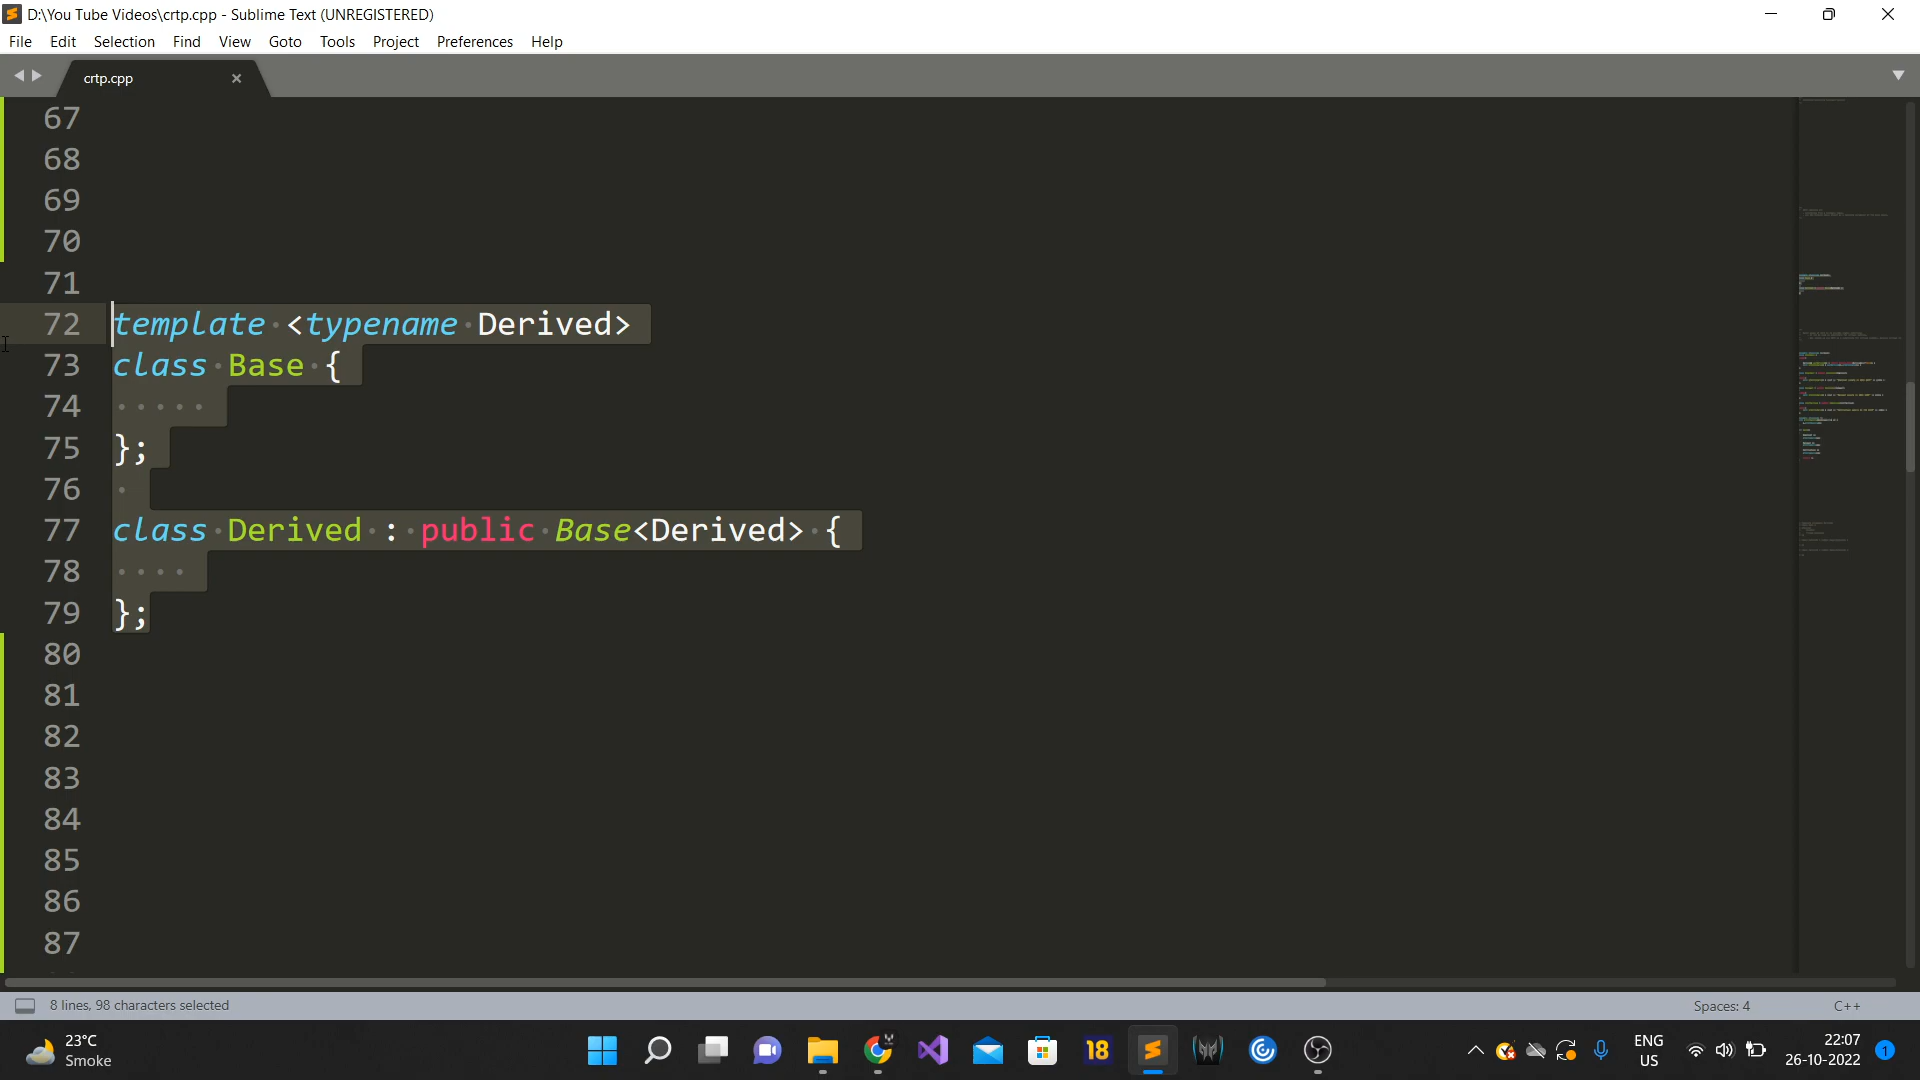 D:\You Tube Videos\crtp.cpp - Sublime Text (UNREGISTERED)
File Edit Selection Find View Goto Tools Project Preferences Help
crtp.cpp
67
68
69
70
71
72 template <typename Derived>
73 class Base {
74
75 };
76
77 class Derived : public Base<Derived> {
78
79 };
80
81
82
83
84
85
86
87
8 lines, 98 characters selected Spaces: 4 C++
23°C
Smoke
18
ENG
US
22:07
26-10-2022
1